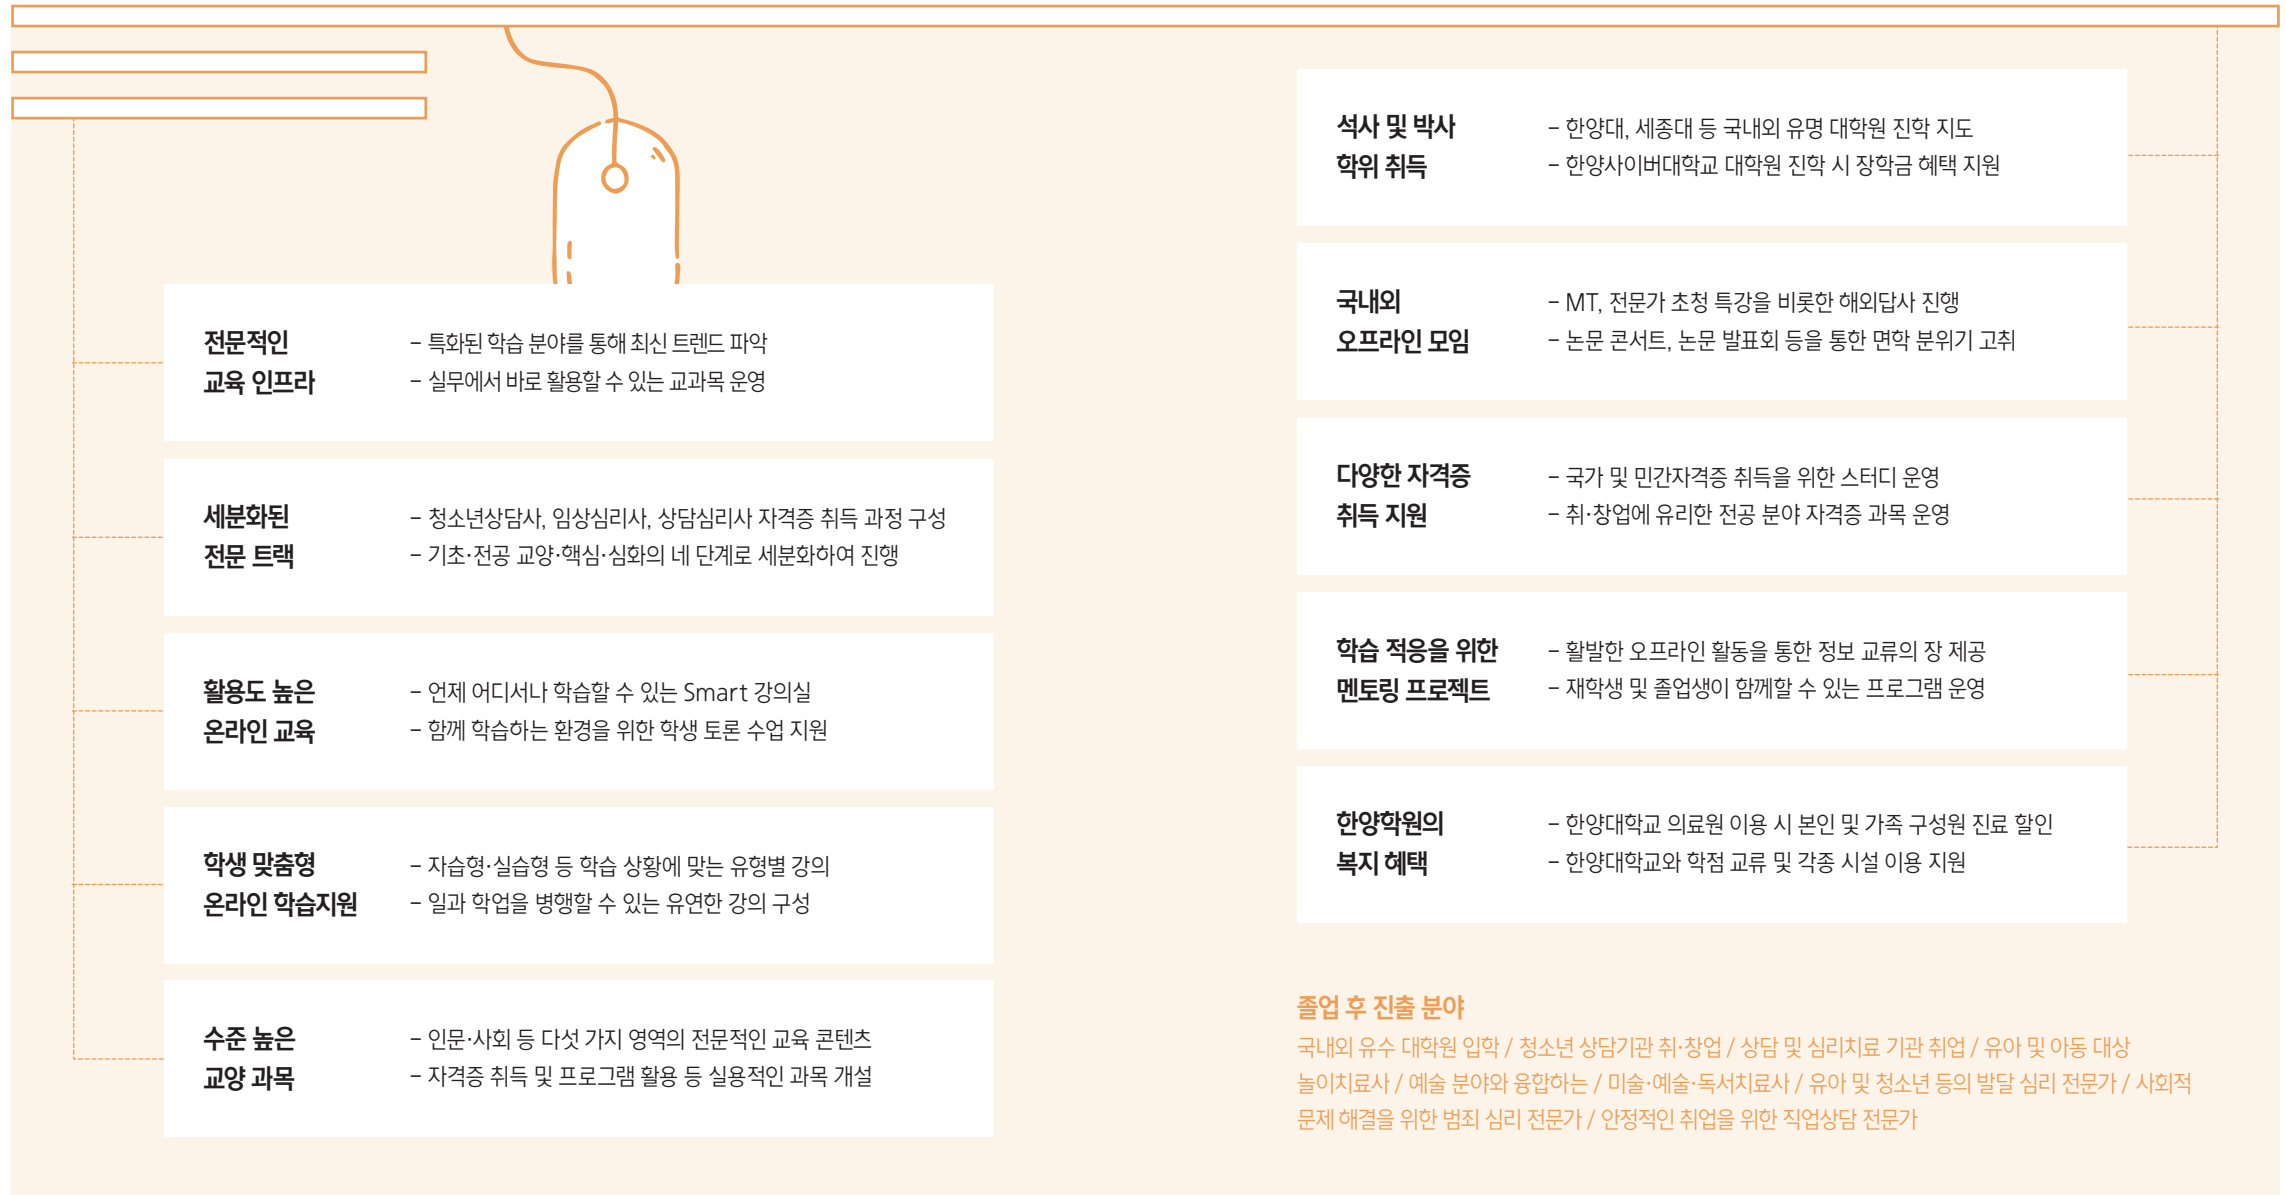 전문적인
교육 인프라
- 특화된 학습 분야를 통해 최신 트렌드 파악
- 실무에서 바로 활용할 수 있는 교과목 운영
세분화된
전문 트랙
- 청소년상담사, 임상심리사, 상담심리사 자격증 취득 과정 구성
- 기초·전공 교양·핵심·심화의 네 단계로 세분화하여 진행
활용도 높은
온라인 교육
- 언제 어디서나 학습할 수 있는 Smart 강의실
- 함께 학습하는 환경을 위한 학생 토론 수업 지원
학생 맞춤형
온라인 학습지원
- 자습형·실습형 등 학습 상황에 맞는 유형별 강의
- 일과 학업을 병행할 수 있는 유연한 강의 구성
수준 높은
교양 과목
- 인문·사회 등 다섯 가지 영역의 전문적인 교육 콘텐츠
- 자격증 취득 및 프로그램 활용 등 실용적인 과목 개설
석사 및 박사
학위 취득
- 한양대, 세종대 등 국내외 유명 대학원 진학 지도
- 한양사이버대학교 대학원 진학 시 장학금 혜택 지원
국내외
오프라인 모임
- MT, 전문가 초청 특강을 비롯한 해외답사 진행
- 논문 콘서트, 논문 발표회 등을 통한 면학 분위기 고취
다양한 자격증
취득 지원
- 국가 및 민간자격증 취득을 위한 스터디 운영
- 취·창업에 유리한 전공 분야 자격증 과목 운영
학습 적응을 위한
멘토링 프로젝트
- 활발한 오프라인 활동을 통한 정보 교류의 장 제공
- 재학생 및 졸업생이 함께할 수 있는 프로그램 운영
한양학원의
복지 혜택
- 한양대학교 의료원 이용 시 본인 및 가족 구성원 진료 할인
- 한양대학교와 학점 교류 및 각종 시설 이용 지원
졸업 후 진출 분야
국내외 유수 대학원 입학 / 청소년 상담기관 취·창업 / 상담 및 심리치료 기관 취업 / 유아 및 아동 대상
놀이치료사 / 예술 분야와 융합하는 / 미술·예술·독서치료사 / 유아 및 청소년 등의 발달 심리 전문가 / 사회적
문제 해결을 위한 범죄 심리 전문가 / 안정적인 취업을 위한 직업상담 전문가